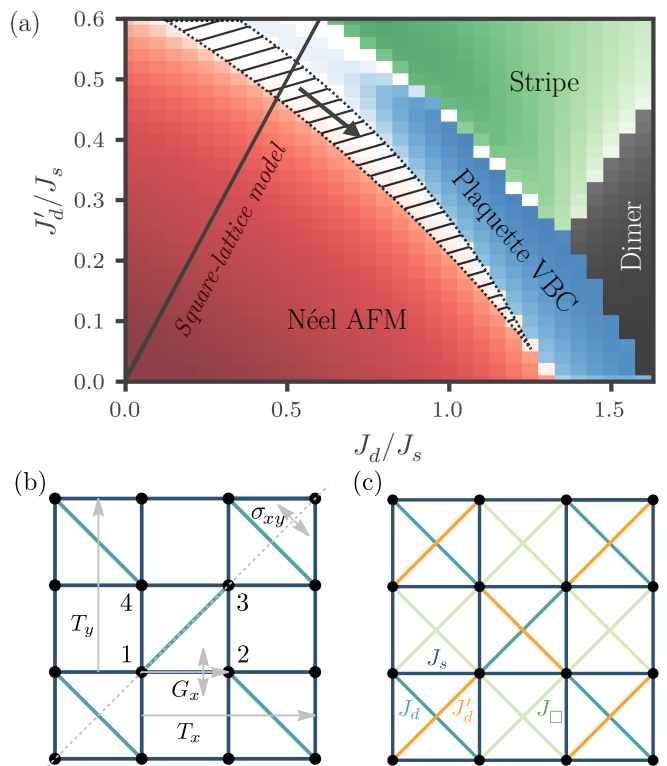 (a)
J′_d/J_s
0.6
0.5
0.4
0.3
0.2
0.1
0.0
Stripe
Square-lattice model
Plaquette VBC
Dimer
Néel AFM
0.0
0.5
1.0
1.5
J_d/J_s
(b)
σ_xy
4
3
T_y
1
2
G_x
T_x
(c)
J_s
J_d
J′_d
J_□